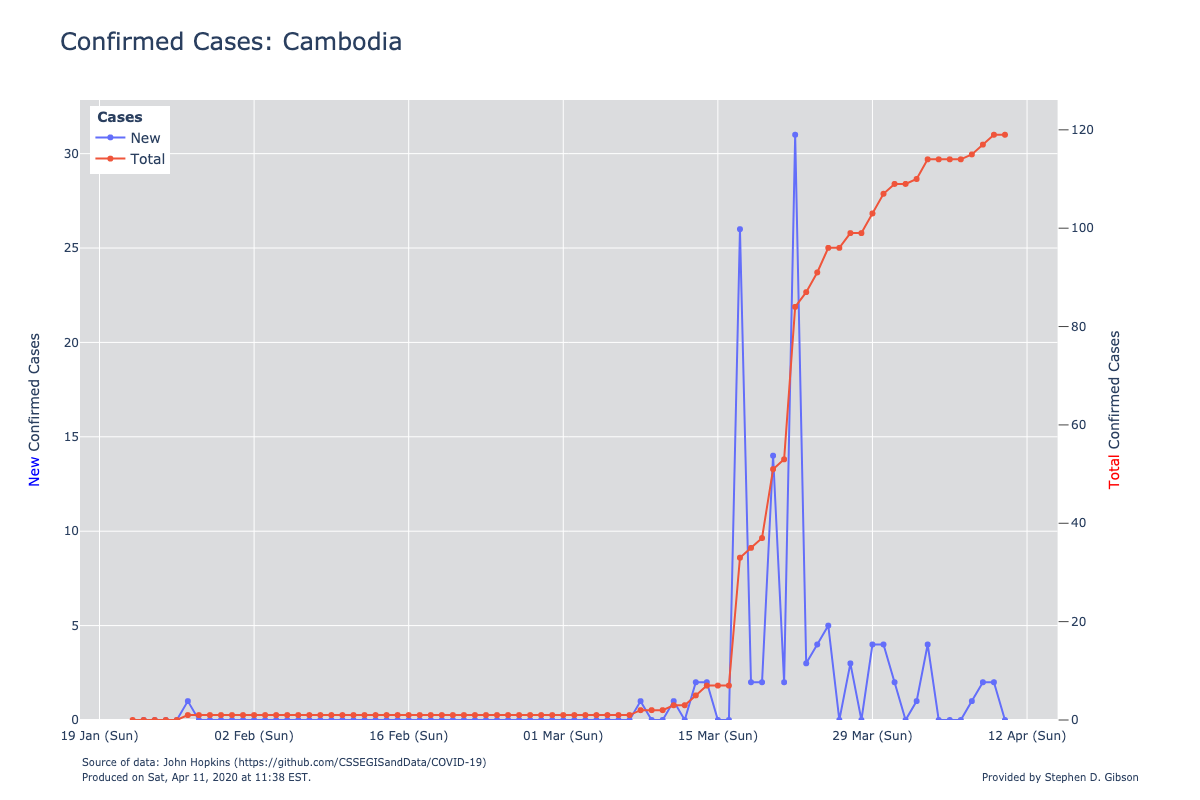 Confirmed Cases: Cambodia
Cases
New
Total
30
25
20
15
10
5
0
120
100
80
60
40
20
0
New Confirmed Cases
Total Confirmed Cases
19 Jan (Sun)
02 Feb (Sun)
16 Feb (Sun)
01 Mar (Sun)
15 Mar (Sun)
29 Mar (Sun)
12 Apr (Sun)
Source of data: John Hopkins (https://github.com/CSSEGISandData/COVID-19)
Produced on Sat, Apr 11, 2020 at 11:38 EST.
Provided by Stephen D. Gibson